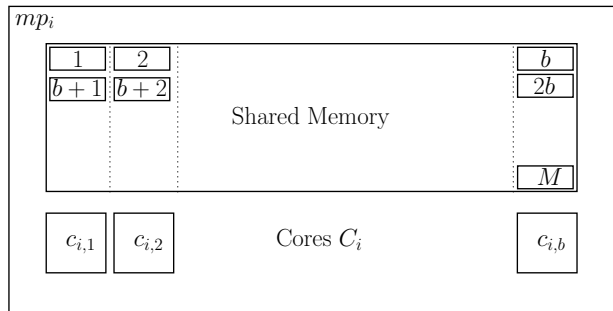 mp_i
1 2 b
b + 1 b + 2 2b
Shared Memory
M
c_{i,1} c_{i,2} Cores C_i c_{i,b}